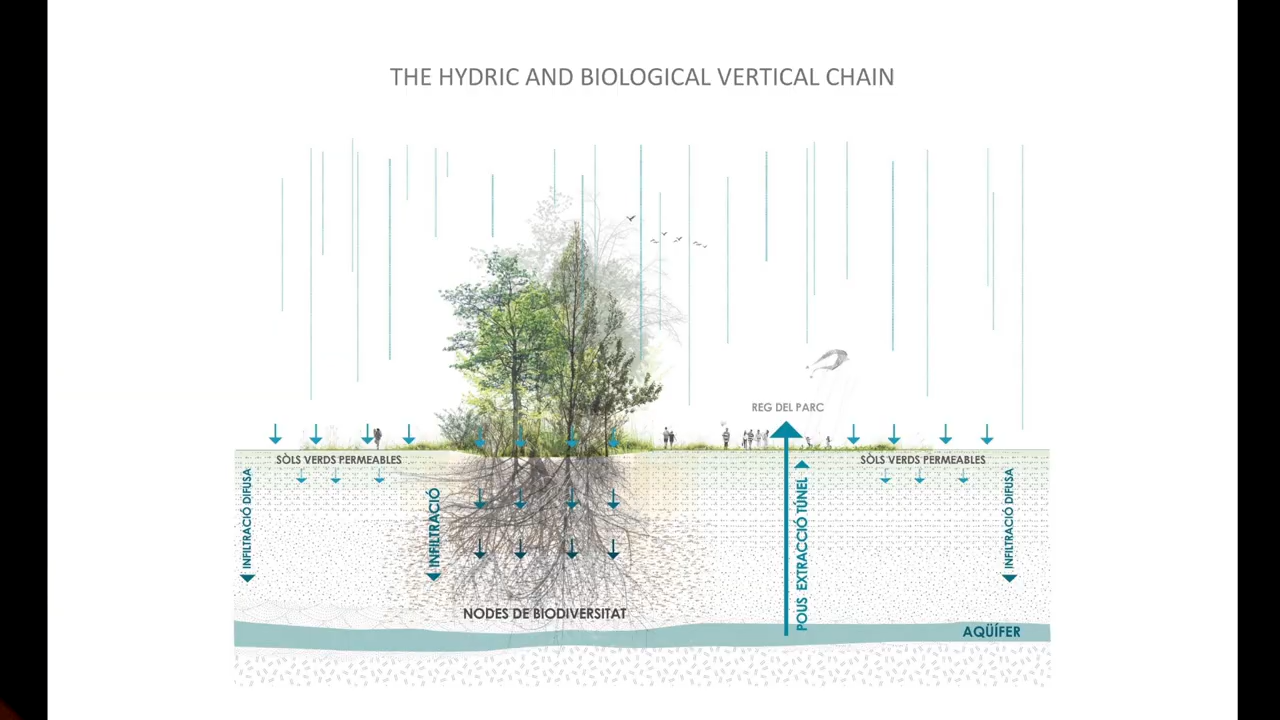 THE HYDRIC AND BIOLOGICAL VERTICAL CHAIN
REG DEL PARC
SÒLS VERDS PERMEABLES
SÒLS VERDS PERMEABLES
INFILTRACIÓ DIFUSA
INFILTRACIÓ
POUS EXTRACCIÓ TÚNEL
INFILTRACIÓ DIFUSA
NODES DE BIODIVERSITAT
AQÜÍFER